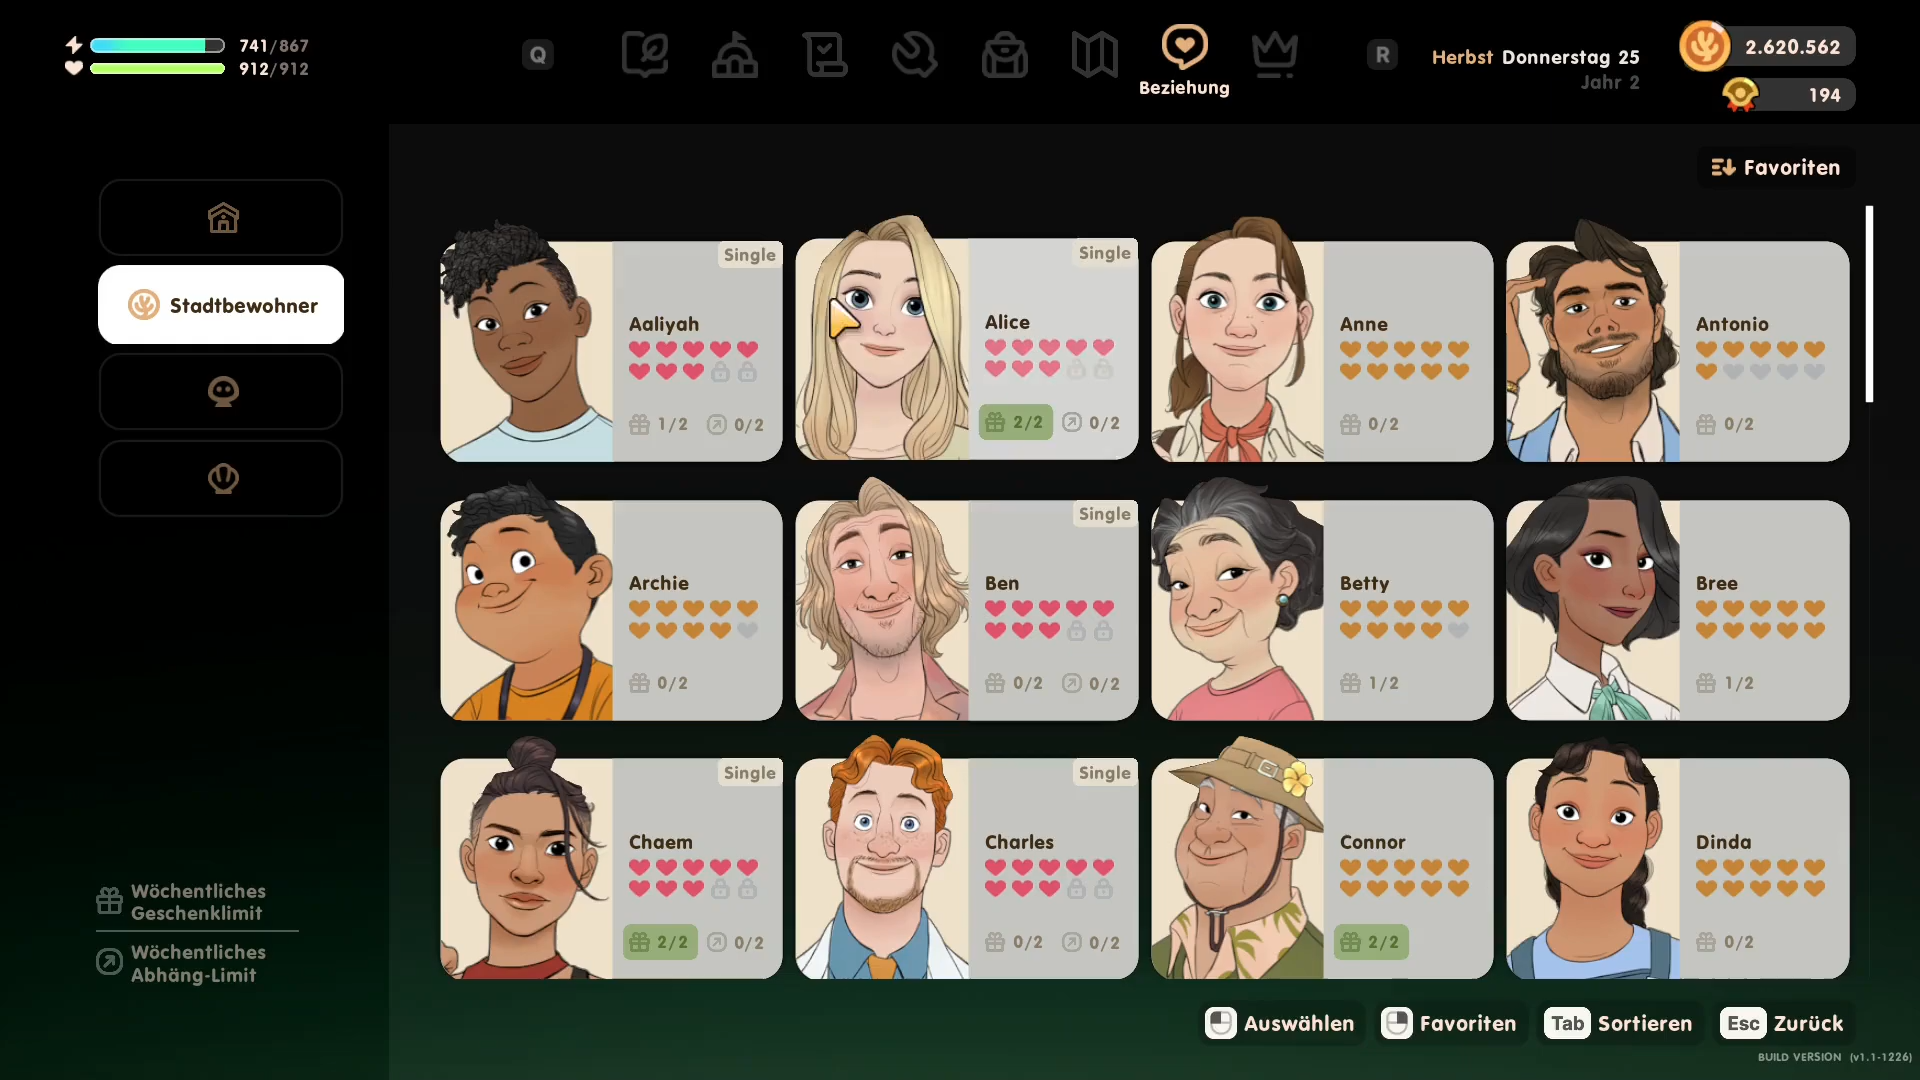 741/867
912/912
Q
Beziehung
R
Herbst Donnerstag 25
Jahr 2
2.620.562
194
Favoriten
Stadtbewohner
Single
Aaliyah
1/2 0/2
Single
Alice
2/2 0/2
Anne
0/2
Antonio
0/2
Archie
0/2
Single
Ben
0/2 0/2
Betty
1/2
Bree
1/2
Single
Chaem
2/2 0/2
Single
Charles
0/2 0/2
Connor
2/2
Dinda
0/2
Wöchentliches
Geschenklimit
Wöchentliches
Abhäng-Limit
Auswählen
Favoriten
Tab Sortieren
Esc Zurück
BUILD VERSION (v1.1-1226)